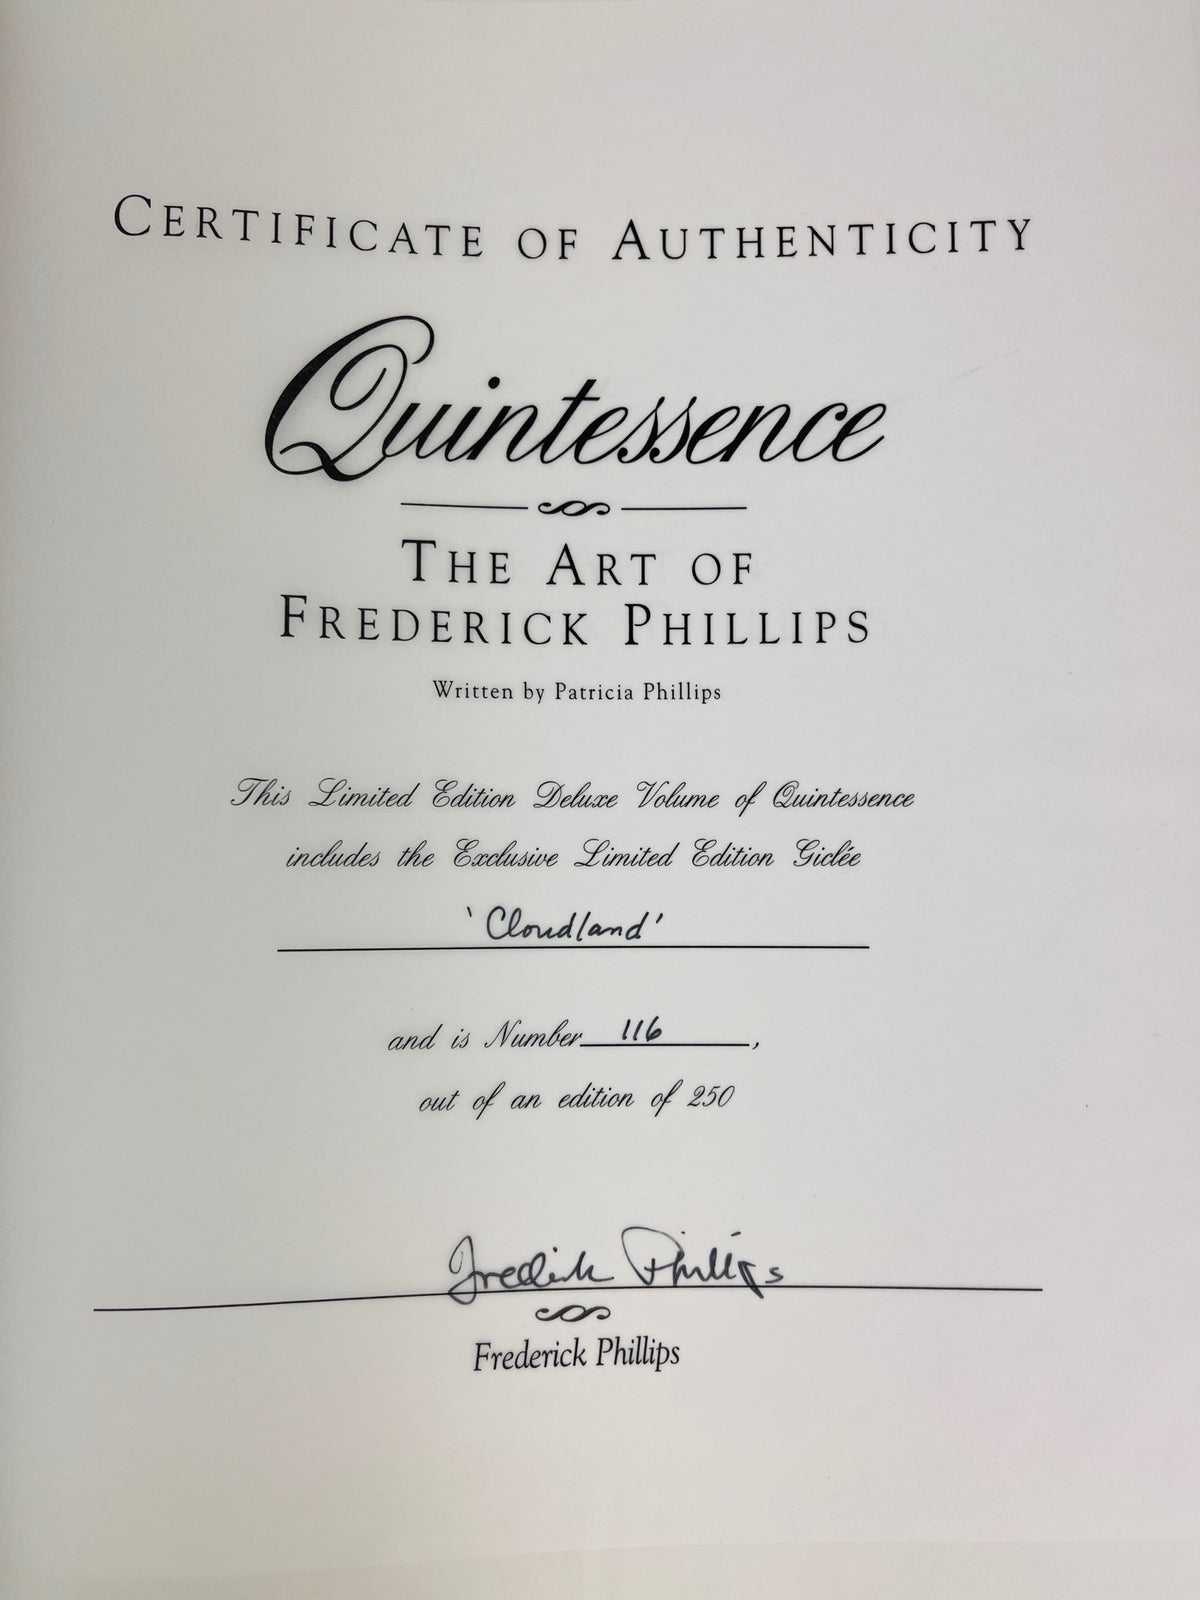 CERTIFICATE OF AUTHENTICITY
Quintessence
THE ART OF
FREDERICK PHILLIPS
Written by Patricia Phillips
This Limited Edition Deluxe Volume of Quintessence
includes the Exclusive Limited Edition Giclée
'Cloudland'
and is Number 116,
out of an edition of 250
Frederick Phillips
Frederick Phillips